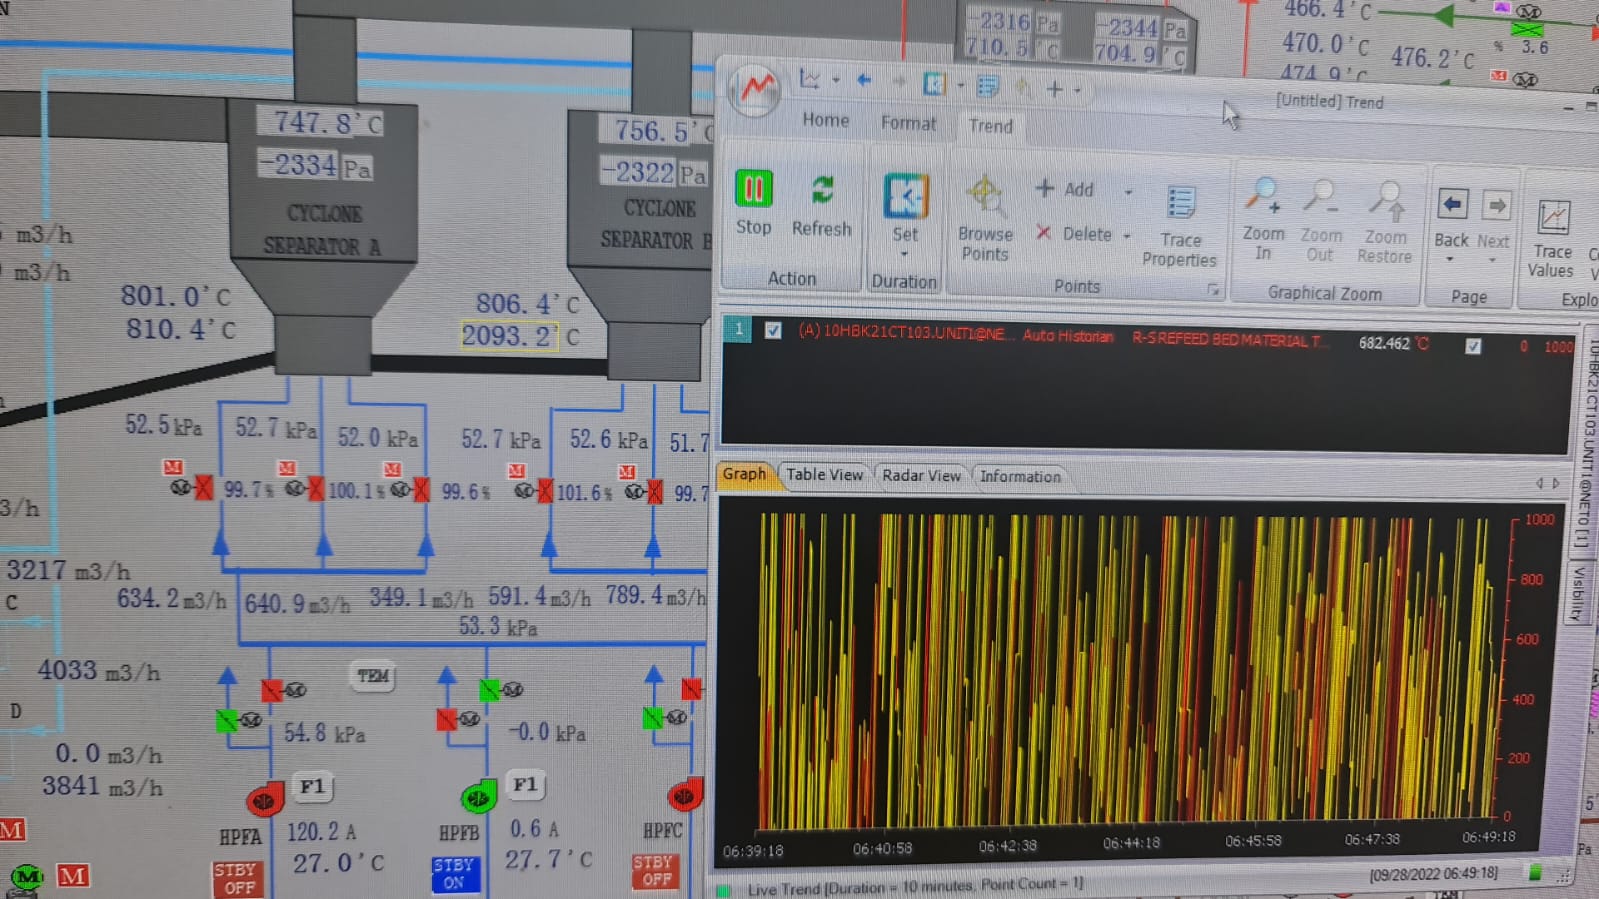 N
-2316 Pa
-2344 Pa
710.5 'C
704.9 'C
466.4 'C
470.0 'C
476.2 'C
474.9 'C
A
M
% 3.6
M M
747.8 'C
-2334 Pa
CYCLONE
SEPARATOR A
756.5 'C
-2322 Pa
CYCLONE
SEPARATOR B
m3/h
m3/h
801.0 'C
810.4 'C
806.4 'C
2093.2 'C
52.5 kPa
52.7 kPa
52.0 kPa
52.7 kPa
52.6 kPa
51.7
M
M
M
M
M
99.7 %
100.1 %
99.6 %
101.6 %
99.7
3/h
3217 m3/h
C
634.2 m3/h
640.9 m3/h
349.1 m3/h
591.4 m3/h
789.4 m3/h
53.3 kPa
4033 m3/h
TEM
D
54.8 kPa
-0.0 kPa
0.0 m3/h
3841 m3/h
F1
F1
HPFA
120.2 A
27.0 'C
HPFB
0.6 A
27.7 'C
HPFC
STBY
OFF
STBY
ON
STBY
OFF
M
M
M
[Untitled] Trend
Home
Format
Trend
Stop
Refresh
Action
Set
Duration
Browse
Points
Add
Delete
Trace
Properties
Points
Zoom
In
Zoom
Out
Zoom
Restore
Graphical Zoom
Back
Next
Page
Trace
Values
Explo
1
(A) 10HBK21CT103.UNIT1@NE...
Auto Historian
R-S REFEED BED MATERIAL T...
682.462 °C
0
1000
Graph
Table View
Radar View
Information
10HBK21CT103.UNIT1@NET0 [1]
Visibility
1000
800
600
400
200
0
06:39:18
06:40:58
06:42:38
06:44:18
06:45:58
06:47:38
06:49:18
[09/28/2022 06:49:18]
Live Trend [Duration = 10 minutes, Point Count = 1]
Pa